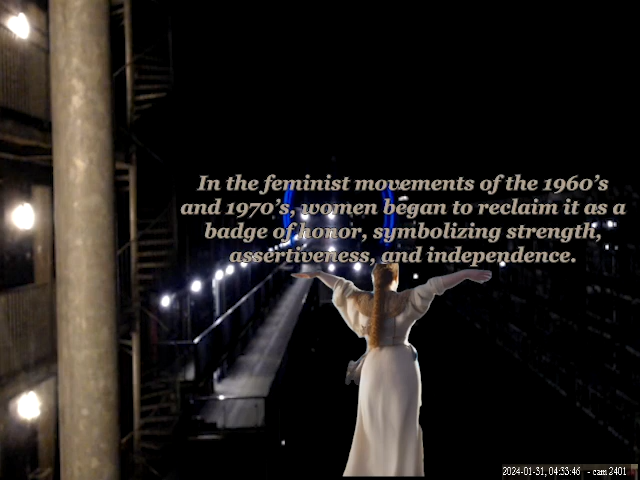 In the feminist movements of the 1960’s
and 1970’s, women began to reclaim it as a
badge of honor, symbolizing strength,
assertiveness, and independence.
2024-01-31, 04:33:46 - cam 2401